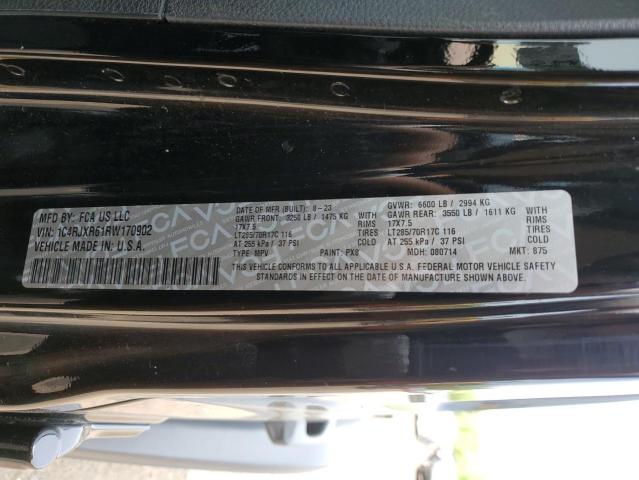 MFD BY: FCA US LLC
VIN: 1C4RJXR61RW170902
VEHICLE MADE IN: U.S.A.
DATE OF MFR (BUILT): 8-23
GAWR FRONT: 3250 LB / 1475 KG WITH
17X7.5 RIMS
LT285/70R17C 116 TIRES
AT 255 kPa / 37 PSI COLD
TYPE: MPV PAINT: PX8
GVWR: 6600 LB / 2994 KG
GAWR REAR: 3550 LB / 1611 KG WITH
17X7.5 RIMS
LT285/70R17C 116 TIRES
AT 255 kPa / 37 PSI COLD
MDH: 080714 MKT: 875
THIS VEHICLE CONFORMS TO ALL APPLICABLE U.S.A. FEDERAL MOTOR VEHICLE SAFETY
STANDARDS IN EFFECT ON THE DATE OF MANUFACTURE SHOWN ABOVE.